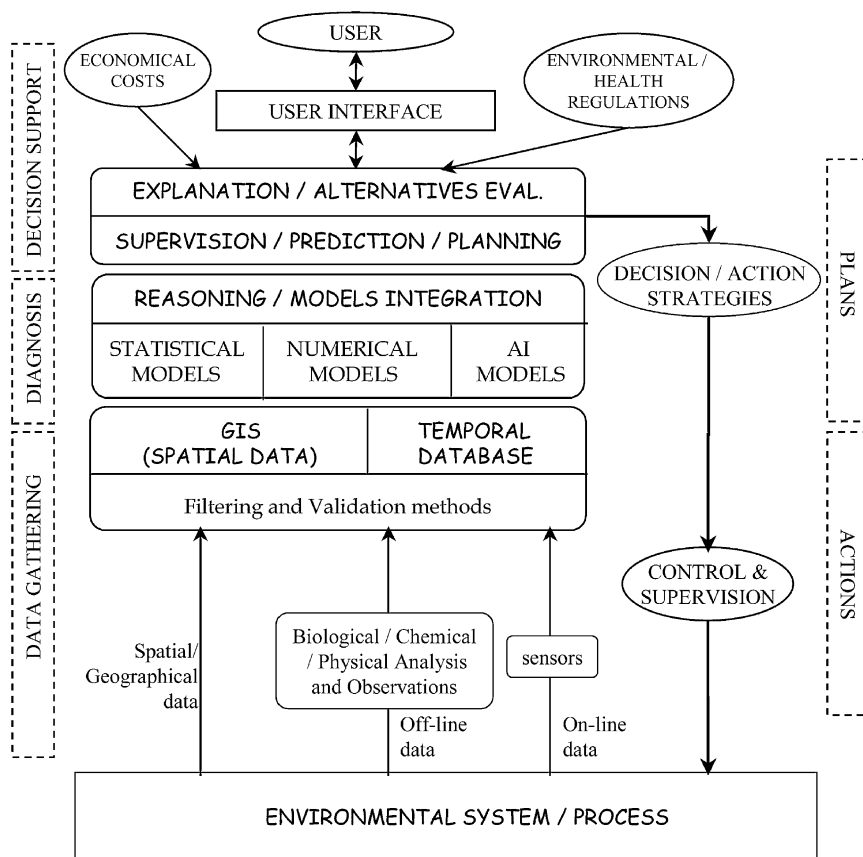 USER
ECONOMICAL
COSTS
ENVIRONMENTAL /
HEALTH
REGULATIONS
USER INTERFACE
DECISION SUPPORT
EXPLANATION / ALTERNATIVES EVAL.
SUPERVISION / PREDICTION / PLANNING
DECISION / ACTION
STRATEGIES
PLANS
DIAGNOSIS
REASONING / MODELS INTEGRATION
STATISTICAL
MODELS
NUMERICAL
MODELS
AI
MODELS
DATA GATHERING
GIS
(SPATIAL DATA)
TEMPORAL
DATABASE
Filtering and Validation methods
ACTIONS
CONTROL &
SUPERVISION
Spatial/
Geographical
data
Biological / Chemical
/ Physical Analysis
and Observations
sensors
Off-line
data
On-line
data
ENVIRONMENTAL SYSTEM / PROCESS